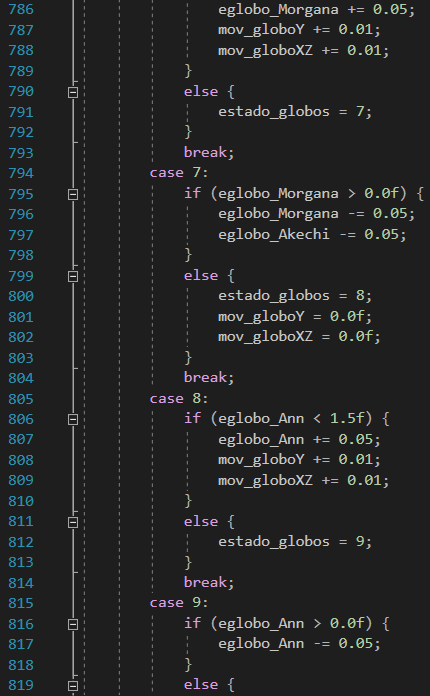 786 eglobo_Morgana += 0.05;
787 mov_globoY += 0.01;
788 mov_globoXZ += 0.01;
789 }
790 else {
791 estado_globos = 7;
792 }
793 break;
794 case 7:
795 if (eglobo_Morgana > 0.0f) {
796 eglobo_Morgana -= 0.05;
797 eglobo_Akechi -= 0.05;
798 }
799 else {
800 estado_globos = 8;
801 mov_globoY = 0.0f;
802 mov_globoXZ = 0.0f;
803 }
804 break;
805 case 8:
806 if (eglobo_Ann < 1.5f) {
807 eglobo_Ann += 0.05;
808 mov_globoY += 0.01;
809 mov_globoXZ += 0.01;
810 }
811 else {
812 estado_globos = 9;
813 }
814 break;
815 case 9:
816 if (eglobo_Ann > 0.0f) {
817 eglobo_Ann -= 0.05;
818 }
819 else {